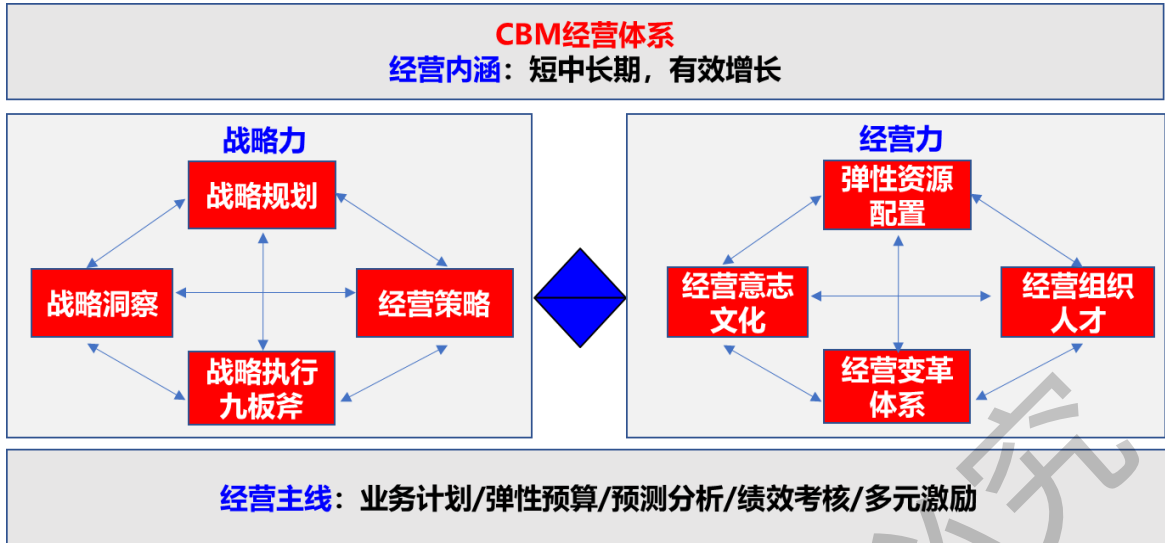 CBM经营体系
经营内涵：短中长期，有效增长
战略力
战略规划
战略洞察
经营策略
战略执行
九板斧
经营力
弹性资源
配置
经营意志
文化
经营组织
人才
经营变革
体系
经营主线：业务计划/弹性预算/预测分析/绩效考核/多元激励
究